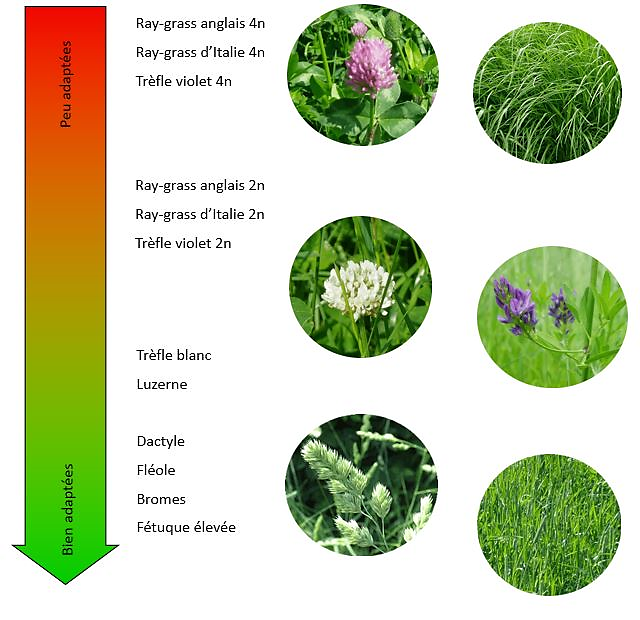 Peu adaptées
Ray-grass anglais 4n
Ray-grass d’Italie 4n
Trèfle violet 4n
Ray-grass anglais 2n
Ray-grass d’Italie 2n
Trèfle violet 2n
Trèfle blanc
Luzerne
Dactyle
Fléole
Bromes
Fétuque élevée
Bien adaptées